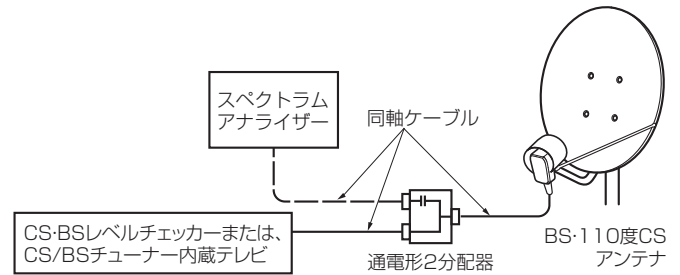 スペクトラム
アナライザー
同軸ケーブル
CS·BSレベルチェッカーまたは、
CS/BSチューナー内蔵テレビ
通電形2分配器
BS·110度CS
アンテナ